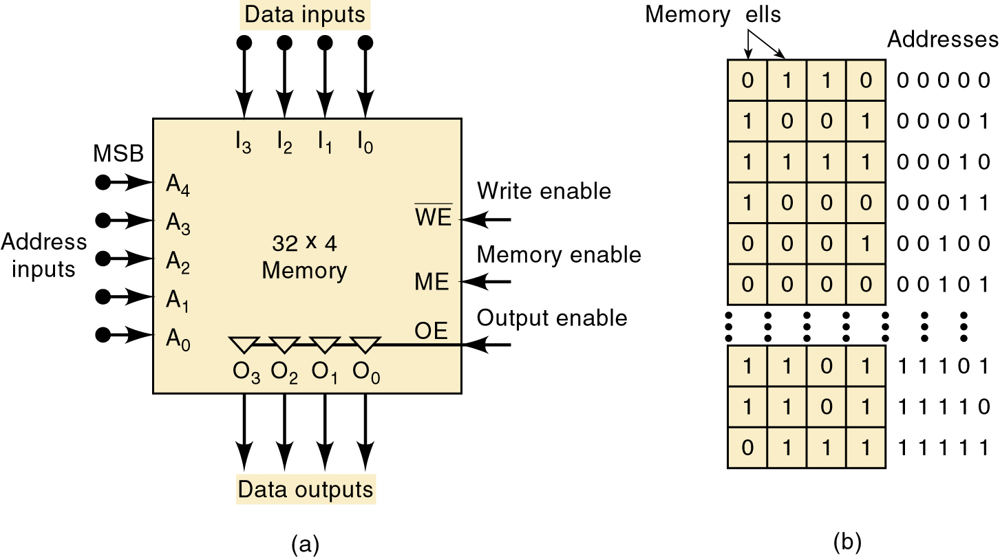 Data inputs
I3 I2 I1 I0
MSB
A4
A3
A2
A1
A0
Address
inputs
32 x 4
Memory
W̅E̅
ME
OE
Write enable
Memory enable
Output enable
O3 O2 O1 O0
Data outputs
(a)
Memory ells
Addresses
0 1 1 0 0 0 0 0 0
1 0 0 1 0 0 0 0 1
1 1 1 1 0 0 0 1 0
1 0 0 0 0 0 0 1 1
0 0 0 1 0 0 1 0 0
0 0 0 0 0 0 1 0 1
1 1 0 1 1 1 1 0 1
1 1 0 1 1 1 1 1 0
0 1 1 1 1 1 1 1 1
(b)